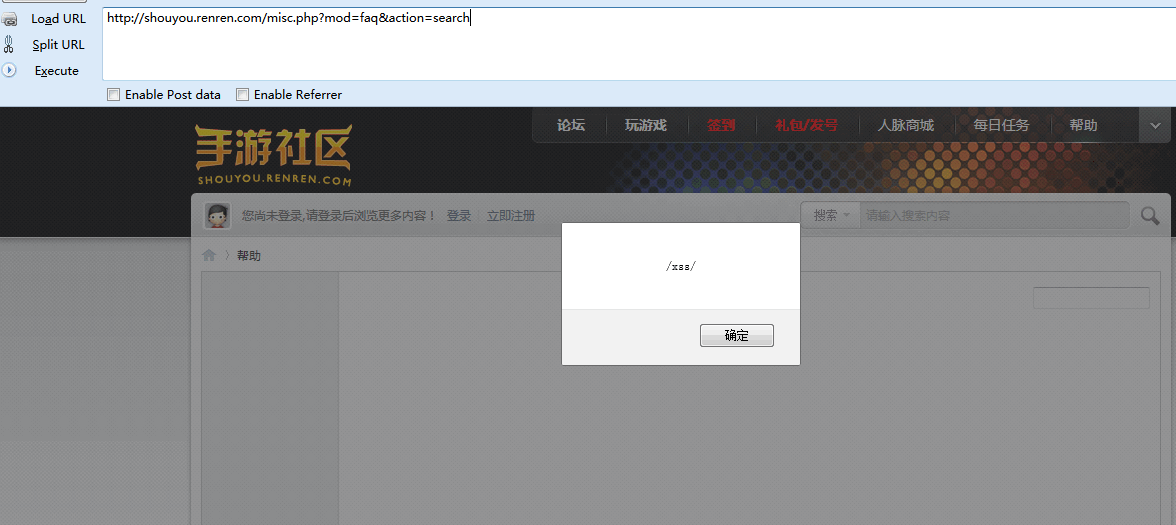 Load URL
http://shouyou.renren.com/misc.php?mod=faq&action=search
Split URL
Execute
Enable Post data Enable Referrer
手游社区
SHOUYOU.RENREN.COM
论坛 玩游戏 签到 礼包/发号 人脉商城 每日任务 帮助
您尚未登录,请登录后浏览更多内容! 登录 立即注册
搜索 请输入搜索内容
帮助
/xss/
确定